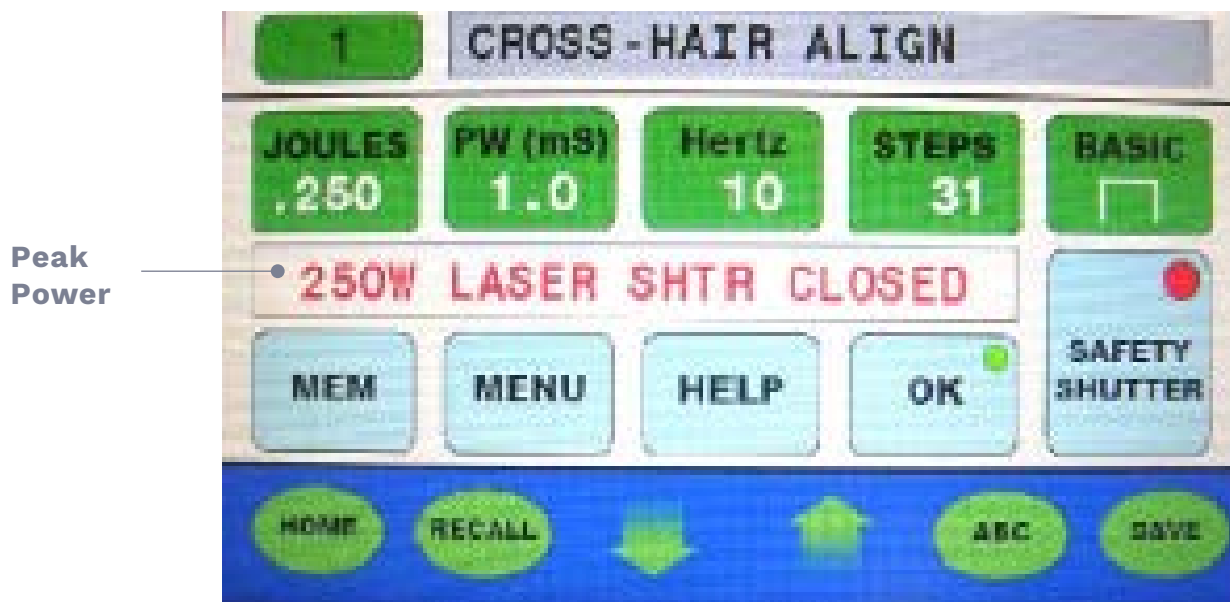 1 CROSS-HAIR ALIGN
JOULES PW (mS) Hertz STEPS BASIC
.250 1.0 10 31
Peak
Power
250W LASER SHTR CLOSED
MEM MENU HELP OK
SAFETY
SHUTTER
HOME RECALL ABC SAVE